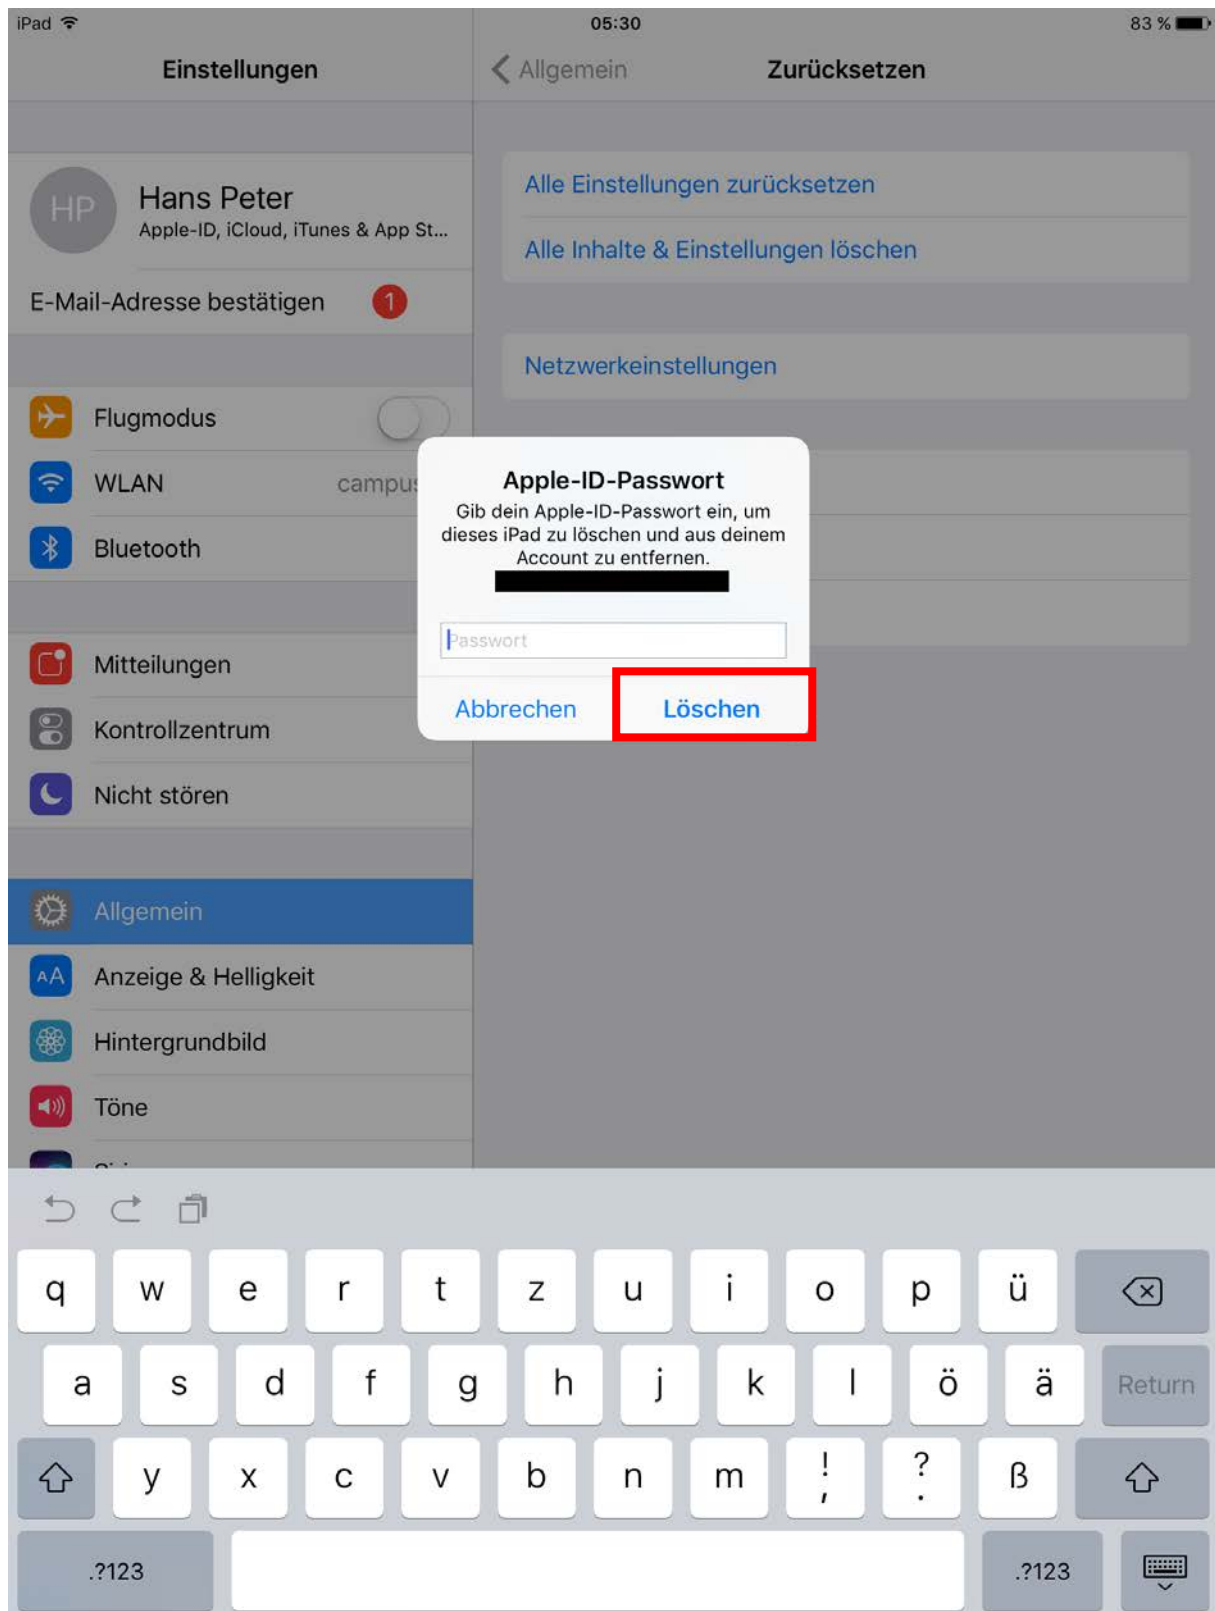 iPad 05:30 83 %
Einstellungen
HP
Hans Peter
Apple-ID, iCloud, iTunes & App St...
E-Mail-Adresse bestätigen 1
Flugmodus
WLAN campus
Bluetooth
Mitteilungen
Kontrollzentrum
Nicht stören
Allgemein
AA Anzeige & Helligkeit
Hintergrundbild
Töne
Allgemein Zurücksetzen
Alle Einstellungen zurücksetzen
Alle Inhalte & Einstellungen löschen
Netzwerkeinstellungen
Apple-ID-Passwort
Gib dein Apple-ID-Passwort ein, um
dieses iPad zu löschen und aus deinem
Account zu entfernen.
Passwort
Abbrechen Löschen
q w e r t z u i o p ü
a s d f g h j k l ö ä Return
y x c v b n m ! , ? . ß
.?123 .?123